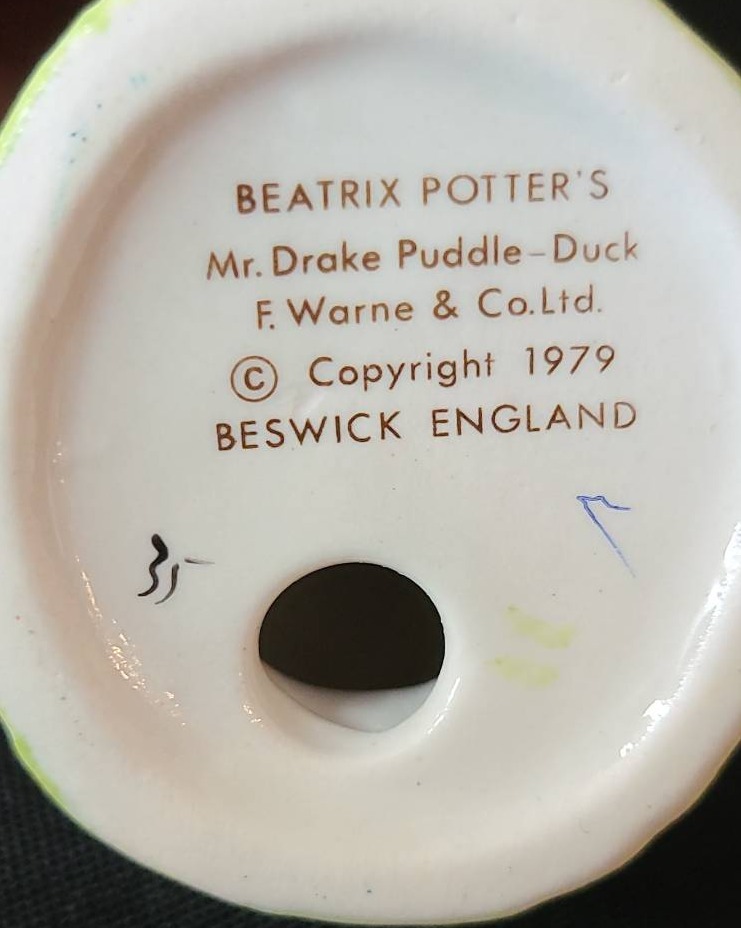 BEATRIX POTTER'S
Mr. Drake Puddle-Duck
F. Warne & Co. Ltd.
© Copyright 1979
BESWICK ENGLAND